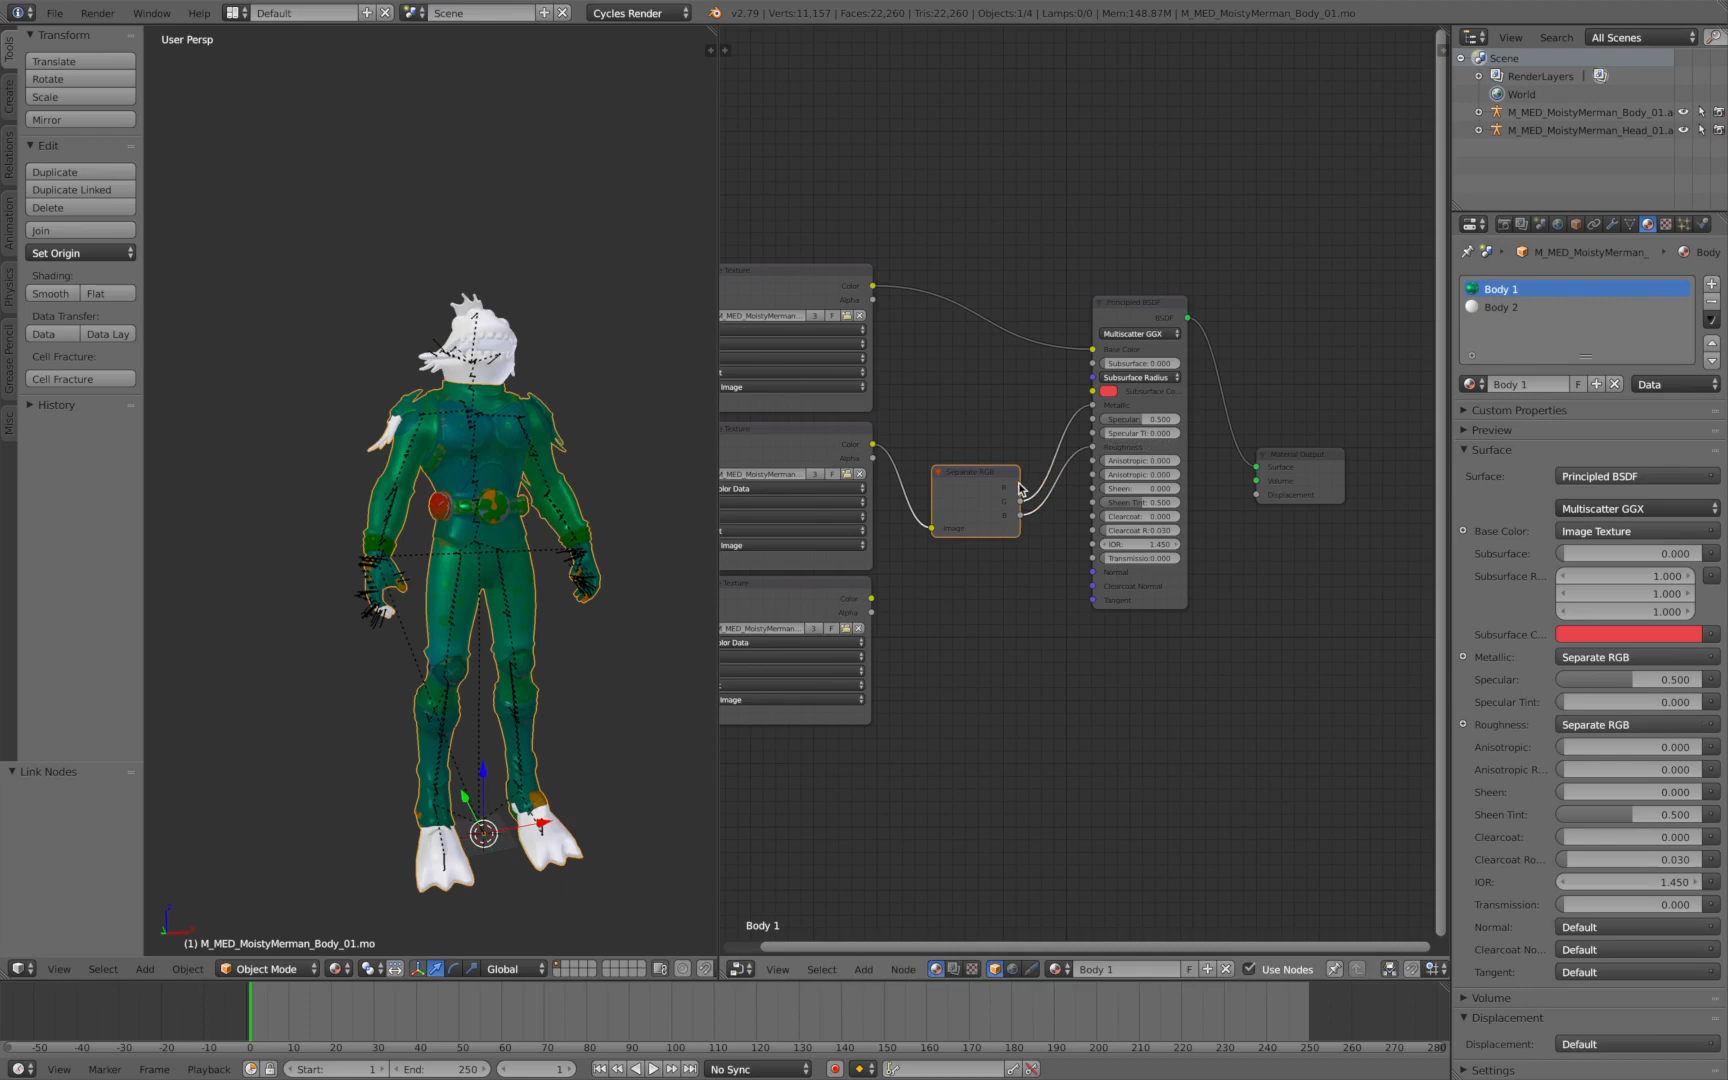 File Render Window Help Default Scene Cycles Render v2.79 | Verts:11,157 | Faces:22,260 | Tris:22,260 | Objects:1/4 | Lamps:0/0 | Mem:148.87M | M_MED_MoistyMerman_Body_01.mo
Tools
Create
Relations
Animation
Physics
Grease Pencil
Misc
Transform
Translate
Rotate
Scale
Mirror
Edit
Duplicate
Duplicate Linked
Delete
Join
Set Origin
Shading:
Smooth Flat
Data Transfer:
Data Data Lay
Cell Fracture:
Cell Fracture
History
Link Nodes
User Persp
(1) M_MED_MoistyMerman_Body_01.mo
View Select Add Object Object Mode Global
e Texture
Color
Alpha
M_MED_MoistyMerman... 3 F
t
Image
e Texture
Color
Alpha
M_MED_MoistyMerman... 3 F
olor Data
t
Image
e Texture
Color
Alpha
M_MED_MoistyMerman... 3 F
olor Data
t
Image
Separate RGB
R
G
B
Image
Principled BSDF
BSDF
Multiscatter GGX
Base Color
Subsurface: 0.000
Subsurface Radius
Subsurface Co...
Metallic
Specular: 0.500
Specular Ti: 0.000
Roughness
Anisotropic: 0.000
Anisotropic: 0.000
Sheen: 0.000
Sheen Tint: 0.500
Clearcoat: 0.000
Clearcoat R: 0.030
IOR: 1.450
Transmissio: 0.000
Normal
Clearcoat Normal
Tangent
Material Output
Surface
Volume
Displacement
Body 1
View Select Add Node Body 1 F Use Nodes
View Search All Scenes
Scene
RenderLayers |
World
M_MED_MoistyMerman_Body_01.a
M_MED_MoistyMerman_Head_01.a
M_MED_MoistyMerman_ Body
Body 1
Body 2
Body 1 F Data
Custom Properties
Preview
Surface
Surface: Principled BSDF
Multiscatter GGX
Base Color: Image Texture
Subsurface: 0.000
Subsurface R... 1.000
1.000
1.000
Subsurface C...
Metallic: Separate RGB
Specular: 0.500
Specular Tint: 0.000
Roughness: Separate RGB
Anisotropic: 0.000
Anisotropic R... 0.000
Sheen: 0.000
Sheen Tint: 0.500
Clearcoat: 0.000
Clearcoat Ro... 0.030
IOR: 1.450
Transmission: 0.000
Normal: Default
Clearcoat No... Default
Tangent: Default
Volume
Displacement
Displacement: Default
Settings
-50 -40 -30 -20 -10 0 10 20 30 40 50 60 70 80 90 100 110 120 130 140 150 160 170 180 190 200 210 220 230 240 250 260 270 280
View Marker Frame Playback Start: 1 End: 250 1 No Sync